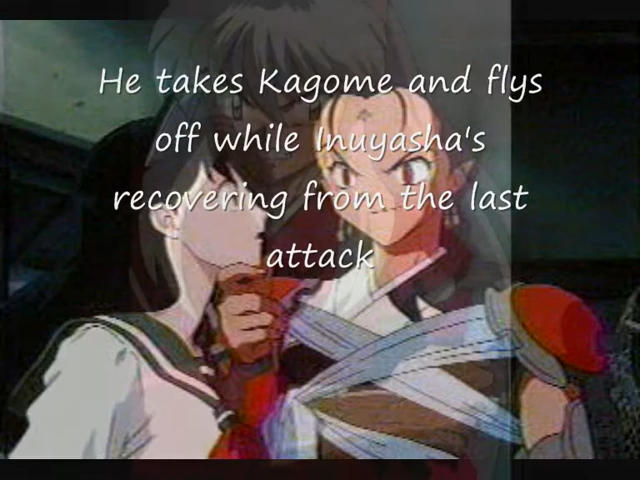 He takes Kagome and flys
off while Inuyasha's
recovering from the last
attack